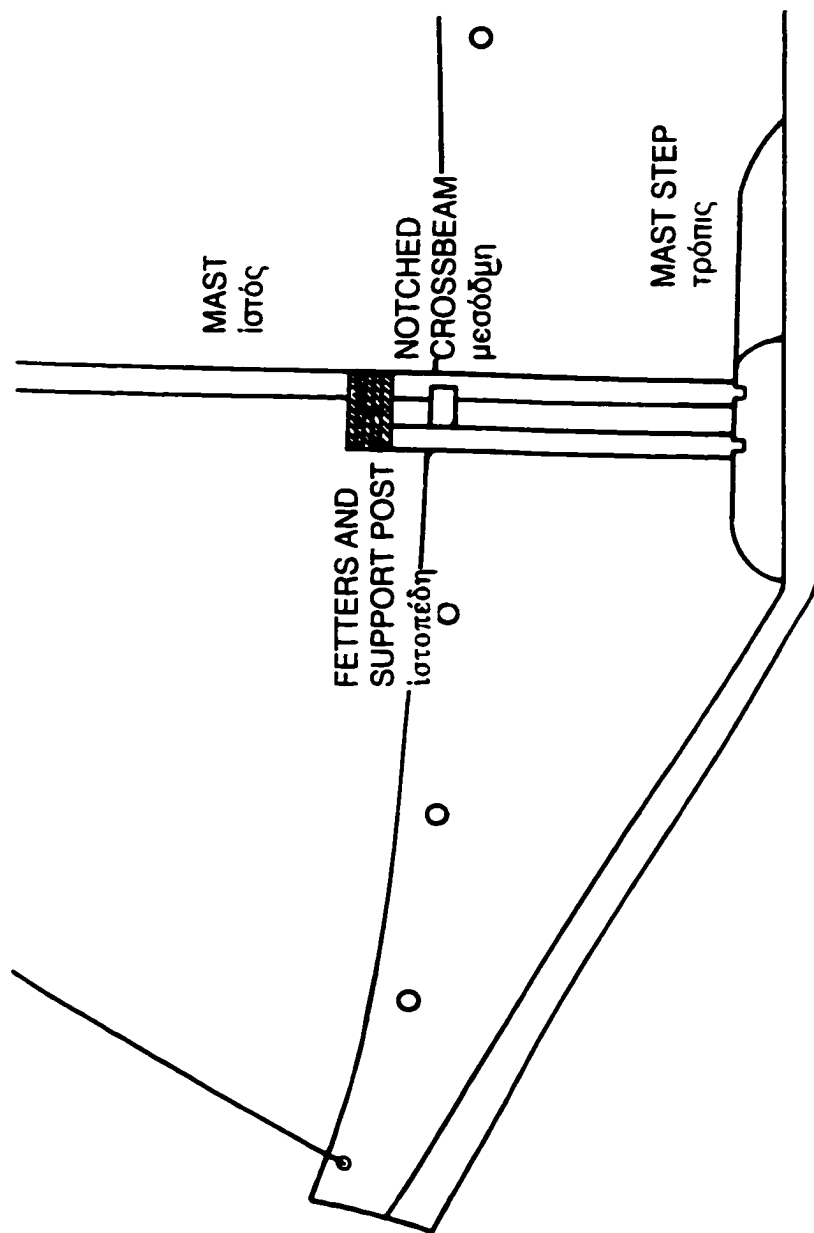 MAST
ἱστός
NOTCHED
CROSSBEAM
μεσόδμη
FETTERS AND
SUPPORT POST
ἱστοπέδη
MAST STEP
τρόπις